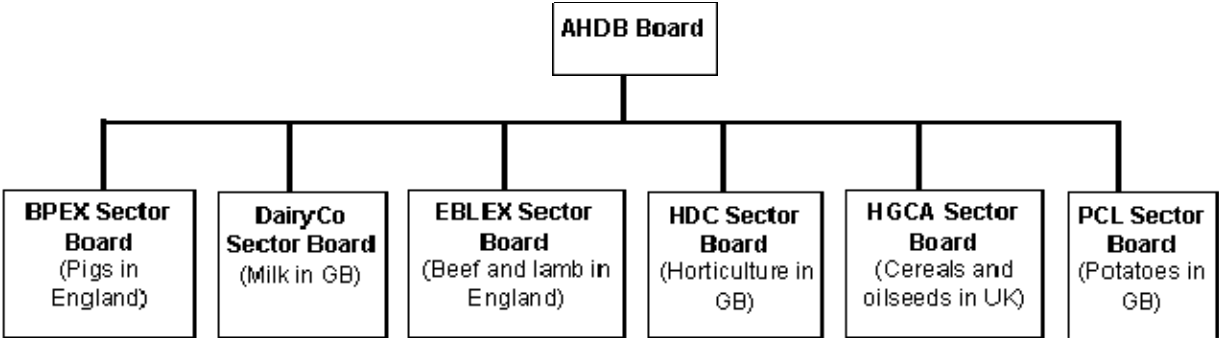 AHDB Board
BPEX Sector
Board
(Pigs in
England)
DairyCo
Sector Board
(Milk in GB)
EBLEX Sector
Board
(Beef and lamb in
England)
HDC Sector
Board
(Horticulture in
GB)
HGCA Sector
Board
(Cereals and
oilseeds in UK)
PCL Sector
Board
(Potatoes in
GB)